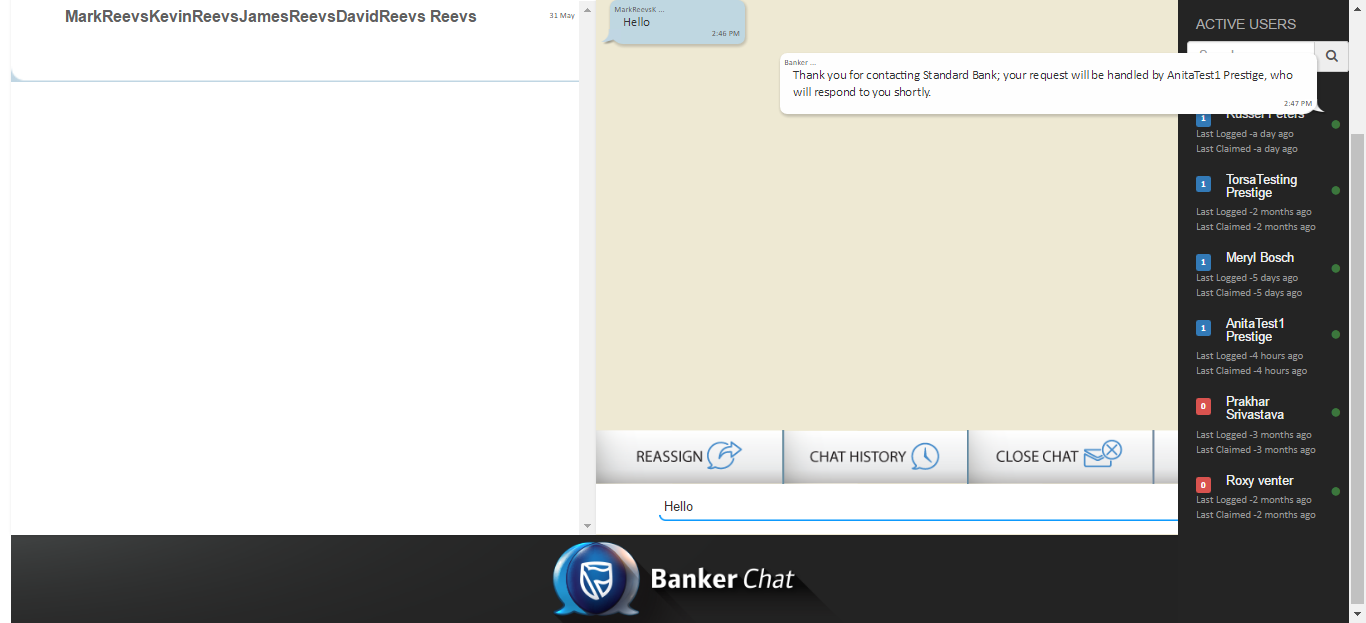 MarkReevsKevinReevsJamesReevsDavidReevs Reevs
31 May
MarkReevsK ...
Hello
2:46 PM
Banker ...
Thank you for contacting Standard Bank; your request will be handled by AnitaTest1 Prestige, who
will respond to you shortly.
2:47 PM
REASSIGN
CHAT HISTORY
CLOSE CHAT
Hello
ACTIVE USERS
1
Russel Peters
Last Logged -a day ago
Last Claimed -a day ago
1
TorsaTesting
Prestige
Last Logged -2 months ago
Last Claimed -2 months ago
1
Meryl Bosch
Last Logged -5 days ago
Last Claimed -5 days ago
1
AnitaTest1
Prestige
Last Logged -4 hours ago
Last Claimed -4 hours ago
0
Prakhar
Srivastava
Last Logged -3 months ago
Last Claimed -3 months ago
0
Roxy venter
Last Logged -2 months ago
Last Claimed -2 months ago
Banker Chat